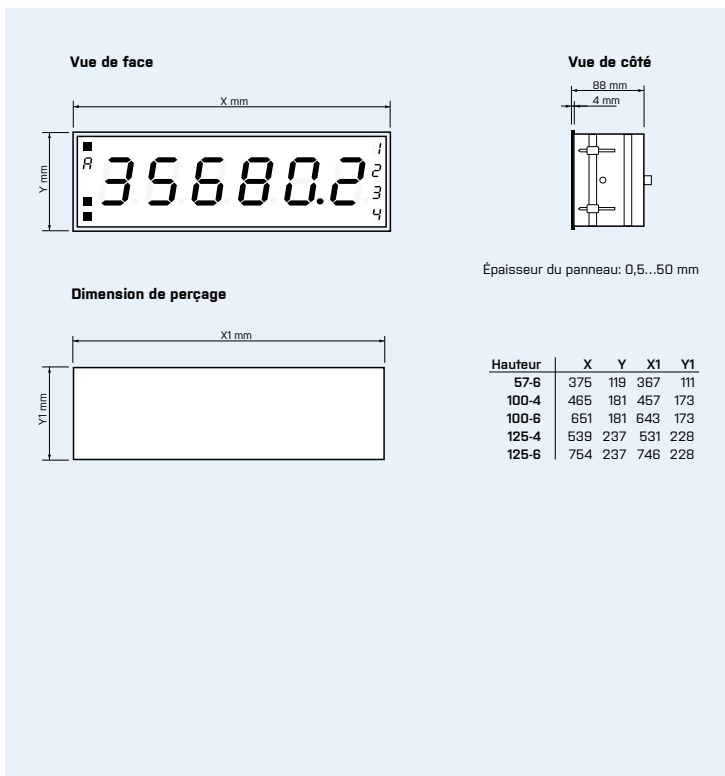 Vue de face
X mm
Y mm
A
35680.2
1
2
3
4
Vue de côté
88 mm
4 mm
Épaisseur du panneau: 0,5...50 mm
Dimension de perçage
X1 mm
Y1 mm
Hauteur X Y X1 Y1
57-6 375 119 367 111
100-4 465 181 457 173
100-6 651 181 643 173
125-4 539 237 531 228
125-6 754 237 746 228